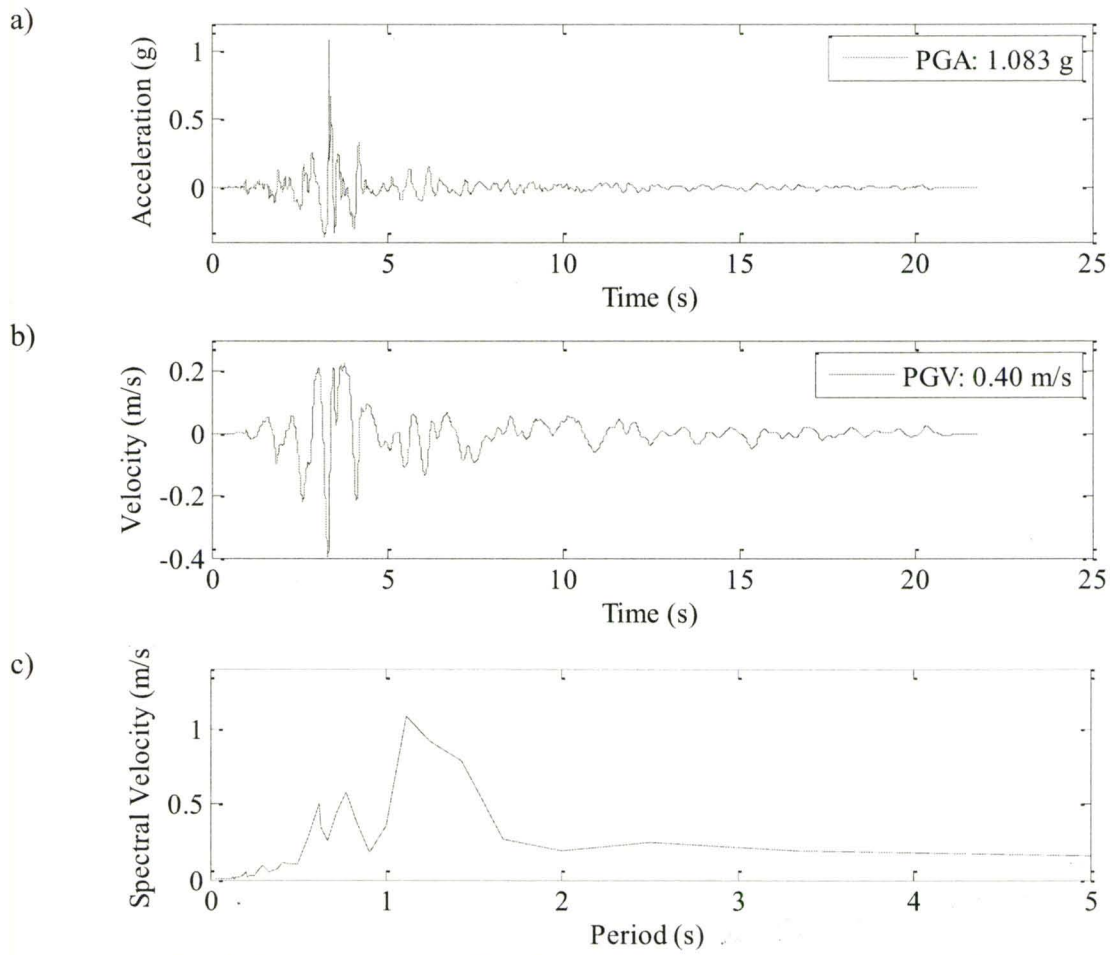 a)
Acceleration (g)
1
0.5
0
PGA: 1.083 g
0 5 10 15 20 25
Time (s)
b)
Velocity (m/s)
0.2
0
-0.2
-0.4
PGV: 0.40 m/s
0 5 10 15 20 25
Time (s)
c)
Spectral Velocity (m/s
1
0.5
0
0 1 2 3 4 5
Period (s)